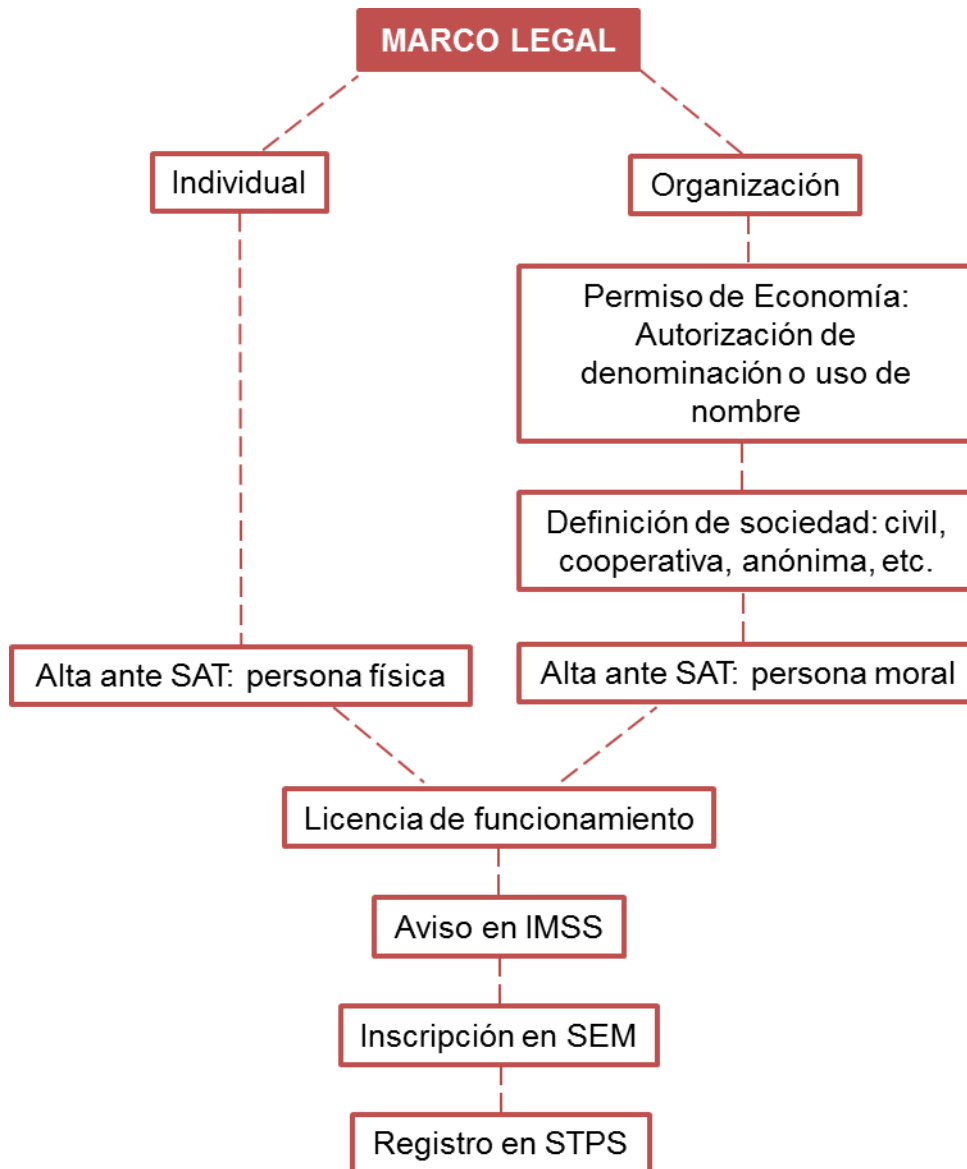 MARCO LEGAL
Individual
Organización
Permiso de Economía:
Autorización de
denominación o uso de
nombre
Definición de sociedad: civil,
cooperativa, anónima, etc.
Alta ante SAT: persona física
Alta ante SAT: persona moral
Licencia de funcionamiento
Aviso en IMSS
Inscripción en SEM
Registro en STPS